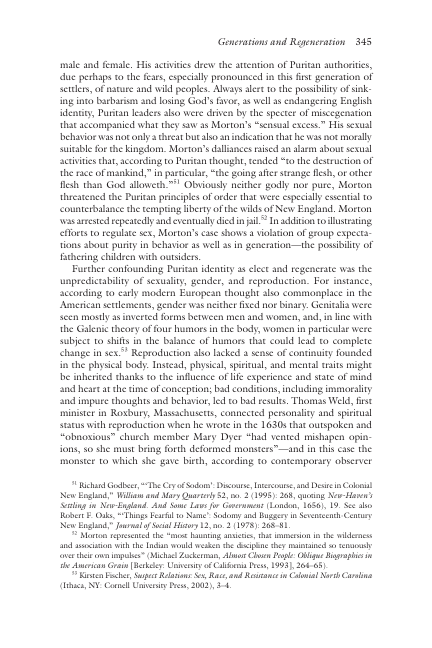 Generations and Regeneration 345
male and female. His activities drew the attention of Puritan authorities,
due perhaps to the fears, especially pronounced in this first generation of
settlers, of nature and wild peoples. Always alert to the possibility of sink-
ing into barbarism and losing God’s favor, as well as endangering English
identity, Puritan leaders also were driven by the specter of miscegenation
that accompanied what they saw as Morton’s “sensual excess.” His sexual
behavior was not only a threat but also an indication that he was not morally
suitable for the kingdom. Morton’s dalliances raised an alarm about sexual
activities that, according to Puritan thought, tended “to the destruction of
the race of mankind,” in particular, “the going after strange flesh, or other
flesh than God alloweth.”51 Obviously neither godly nor pure, Morton
threatened the Puritan principles of order that were especially essential to
counterbalance the tempting liberty of the wilds of New England. Morton
was arrested repeatedly and eventually died in jail.52 In addition to illustrating
efforts to regulate sex, Morton’s case shows a violation of group expecta-
tions about purity in behavior as well as in generation—the possibility of
fathering children with outsiders.
Further confounding Puritan identity as elect and regenerate was the
unpredictability of sexuality, gender, and reproduction. For instance,
according to early modern European thought also commonplace in the
American settlements, gender was neither fixed nor binary. Genitalia were
seen mostly as inverted forms between men and women, and, in line with
the Galenic theory of four humors in the body, women in particular were
subject to shifts in the balance of humors that could lead to complete
change in sex.53 Reproduction also lacked a sense of continuity founded
in the physical body. Instead, physical, spiritual, and mental traits might
be inherited thanks to the influence of life experience and state of mind
and heart at the time of conception; bad conditions, including immorality
and impure thoughts and behavior, led to bad results. Thomas Weld, first
minister in Roxbury, Massachusetts, connected personality and spiritual
status with reproduction when he wrote in the 1630s that outspoken and
“obnoxious” church member Mary Dyer “had vented mishapen opin-
ions, so she must bring forth deformed monsters”—and in this case the
monster to which she gave birth, according to contemporary observer
51 Richard Godbeer, “‘The Cry of Sodom’: Discourse, Intercourse, and Desire in Colonial
New England,” William and Mary Quarterly 52, no. 2 (1995): 268, quoting New-Haven’s
Settling in New-England. And Some Laws for Government (London, 1656), 19. See also
Robert F. Oaks, “‘Things Fearful to Name’: Sodomy and Buggery in Seventeenth-Century
New England,” Journal of Social History 12, no. 2 (1978): 268–81.
52 Morton represented the “most haunting anxieties, that immersion in the wilderness
and association with the Indian would weaken the discipline they maintained so tenuously
over their own impulses” (Michael Zuckerman, Almost Chosen People: Oblique Biographies in
the American Grain [Berkeley: University of California Press, 1993], 264–65).
53 Kirsten Fischer, Suspect Relations: Sex, Race, and Resistance in Colonial North Carolina
(Ithaca, NY: Cornell University Press, 2002), 3–4.